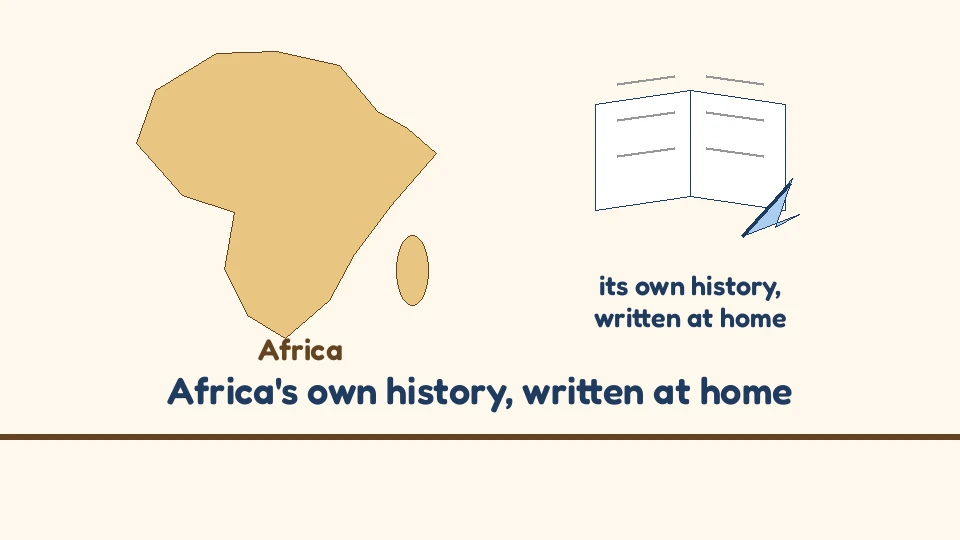 its own history,
written at home
Africa
Africa's own history, written at home